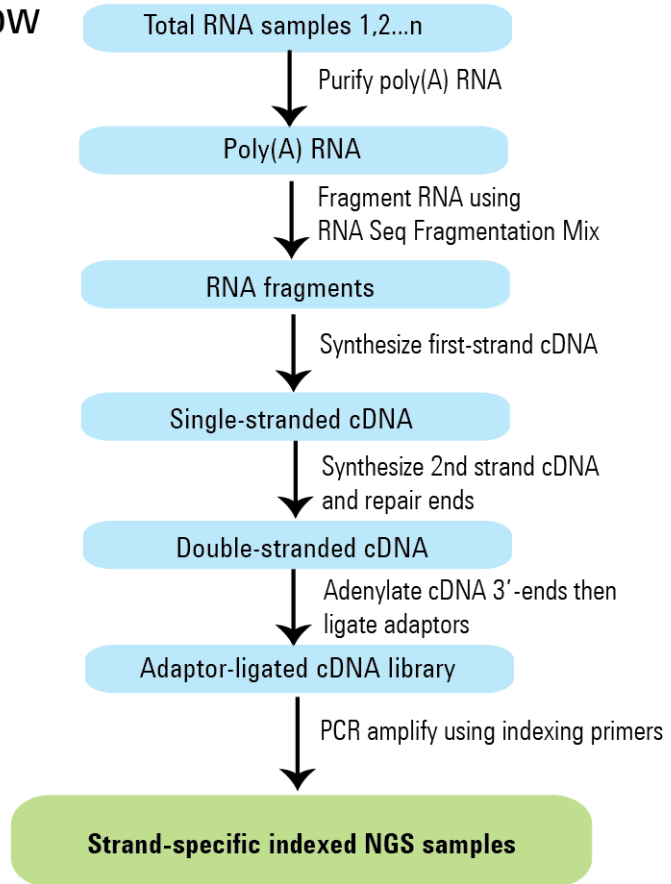 Total RNA samples 1,2...n
Purify poly(A) RNA
Poly(A) RNA
Fragment RNA using
RNA Seq Fragmentation Mix
RNA fragments
Synthesize first-strand cDNA
Single-stranded cDNA
Synthesize 2nd strand cDNA
and repair ends
Double-stranded cDNA
Adenylate cDNA 3′-ends then
ligate adaptors
Adaptor-ligated cDNA library
PCR amplify using indexing primers
Strand-specific indexed NGS samples